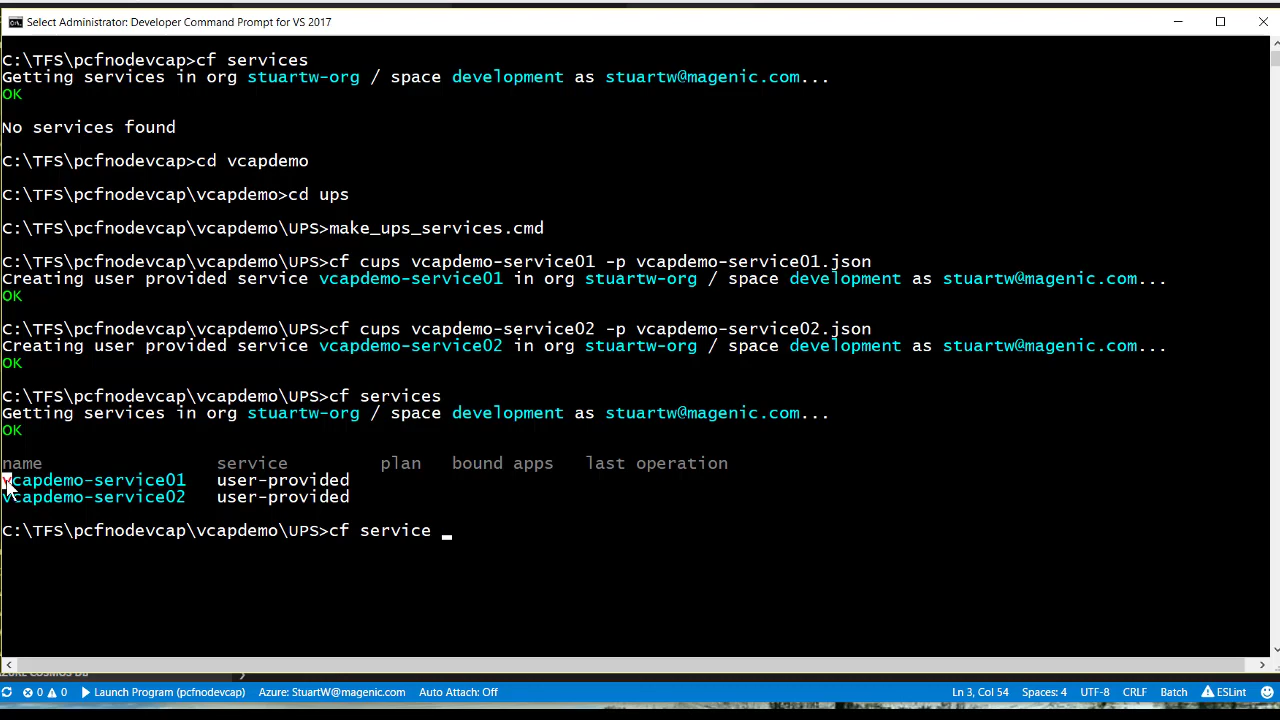 Select Administrator: Developer Command Prompt for VS 2017
C:\TFS\pcfnodevcap>cf services
Getting services in org stuartw-org / space development as stuartw@magenic.com...
OK
No services found
C:\TFS\pcfnodevcap>cd vcapdemo
C:\TFS\pcfnodevcap\vcapdemo>cd ups
C:\TFS\pcfnodevcap\vcapdemo\UPS>make_ups_services.cmd
C:\TFS\pcfnodevcap\vcapdemo\UPS>cf cups vcapdemo-service01 -p vcapdemo-service01.json
Creating user provided service vcapdemo-service01 in org stuartw-org / space development as stuartw@magenic.com...
OK
C:\TFS\pcfnodevcap\vcapdemo\UPS>cf cups vcapdemo-service02 -p vcapdemo-service02.json
Creating user provided service vcapdemo-service02 in org stuartw-org / space development as stuartw@magenic.com...
OK
C:\TFS\pcfnodevcap\vcapdemo\UPS>cf services
Getting services in org stuartw-org / space development as stuartw@magenic.com...
OK
name service plan bound apps last operation
vcapdemo-service01 user-provided
vcapdemo-service02 user-provided
C:\TFS\pcfnodevcap\vcapdemo\UPS>cf service _
AZURE COSMOS DB
0 0 Launch Program (pcfnodevcap) Azure: StuartW@magenic.com Auto Attach: Off Ln 3, Col 54 Spaces: 4 UTF-8 CRLF Batch ESLint